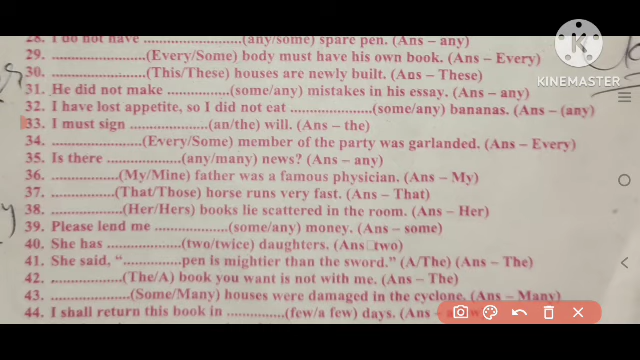 28. I do not have ........................(any/some) spare pen. (Ans – any)
29. ........................(Every/Some) body must have his own book. (Ans – Every)
30. ........................(This/These) houses are newly built. (Ans – These)
31. He did not make ................(some/any) mistakes in his essay. (Ans – any)
32. I have lost appetite, so I did not eat .....................(some/any) bananas. (Ans – (any)
33. I must sign ....................(an/the) will. (Ans – the)
34. .......................(Every/Some) member of the party was garlanded. (Ans – Every)
35. Is there ...................(any/many) news? (Ans – any)
36. .................(My/Mine) father was a famous physician. (Ans – My)
37. ................(That/Those) horse runs very fast. (Ans – That)
38. ..................(Her/Hers) books lie scattered in the room. (Ans – Her)
39. Please lend me ...................(some/any) money. (Ans – some)
40. She has ...................(two/twice) daughters. (Ans □two)
41. She said, “...............pen is mightier than the sword.” (A/The) (Ans – The)
42. ..................(The/A) book you want is not with me. (Ans – The)
43. ....................(Some/Many) houses were damaged in the cyclone. (Ans – Many)
44. I shall return this book in ...............(few/a few) days. (Ans –
KINEMASTER